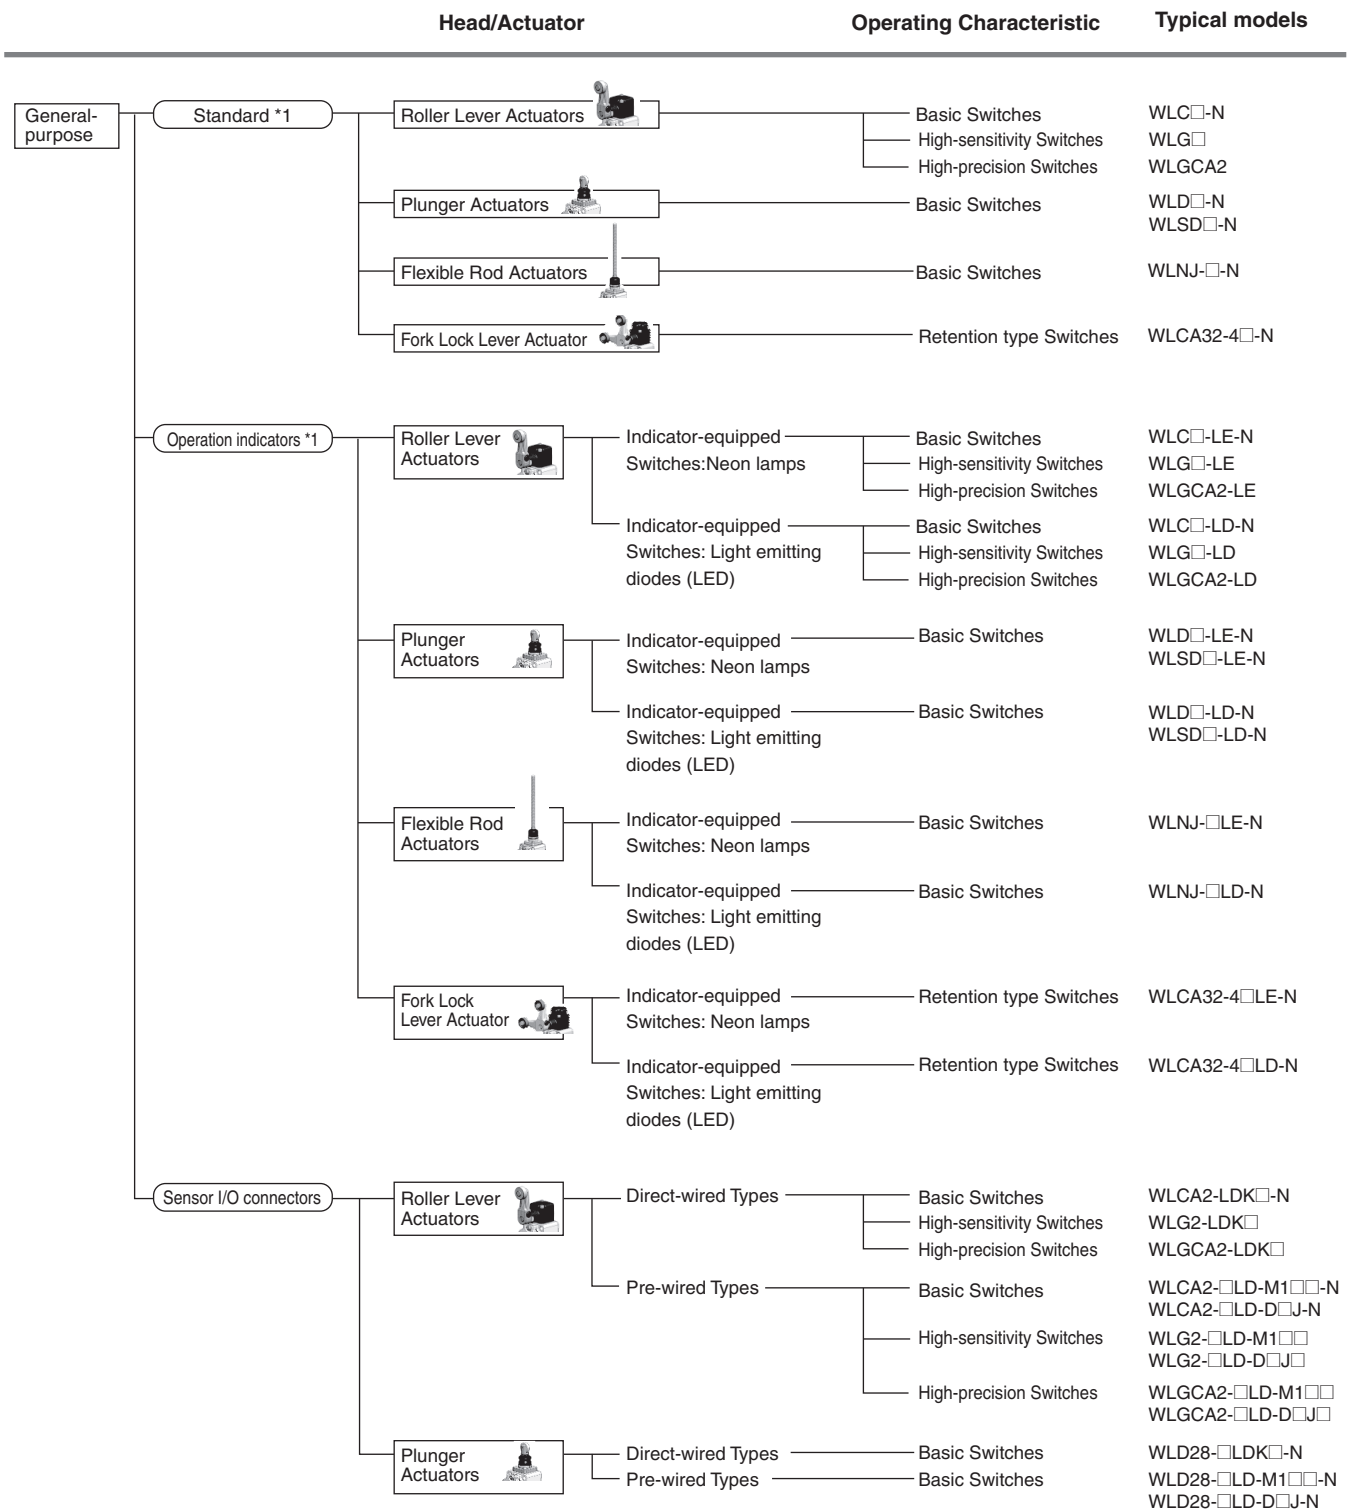 Head/Actuator Operating Characteristic Typical models
General-purpose Standard *1 Roller Lever Actuators Basic Switches WLC□-N
High-sensitivity Switches WLG□
High-precision Switches WLGCA2
Plunger Actuators Basic Switches WLD□-N
WLSD□-N
Flexible Rod Actuators Basic Switches WLNJ-□-N
Fork Lock Lever Actuator Retention type Switches WLCA32-4□-N
Operation indicators *1 Roller Lever Actuators Indicator-equipped Basic Switches WLC□-LE-N
Switches:Neon lamps High-sensitivity Switches WLG□-LE
High-precision Switches WLGCA2-LE
Indicator-equipped Basic Switches WLC□-LD-N
Switches: Light emitting High-sensitivity Switches WLG□-LD
diodes (LED) High-precision Switches WLGCA2-LD
Plunger Actuators Indicator-equipped Basic Switches WLD□-LE-N
Switches: Neon lamps WLSD□-LE-N
Indicator-equipped Basic Switches WLD□-LD-N
Switches: Light emitting WLSD□-LD-N
diodes (LED)
Flexible Rod Actuators Indicator-equipped Basic Switches WLNJ-□LE-N
Switches: Neon lamps
Indicator-equipped Basic Switches WLNJ-□LD-N
Switches: Light emitting
diodes (LED)
Fork Lock Lever Actuator Indicator-equipped Retention type Switches WLCA32-4□LE-N
Switches: Neon lamps
Indicator-equipped Retention type Switches WLCA32-4□LD-N
Switches: Light emitting
diodes (LED)
Sensor I/O connectors Roller Lever Actuators Direct-wired Types Basic Switches WLCA2-LDK□-N
High-sensitivity Switches WLG2-LDK□
High-precision Switches WLGCA2-LDK□
Pre-wired Types Basic Switches WLCA2-□LD-M1□□-N
WLCA2-□LD-D□J-N
High-sensitivity Switches WLG2-□LD-M1□□
WLG2-□LD-D□J□
High-precision Switches WLGCA2-□LD-M1□□
WLGCA2-□LD-D□J□
Plunger Actuators Direct-wired Types Basic Switches WLD28-□LDK□-N
Pre-wired Types Basic Switches WLD28-□LD-M1□□-N
WLD28-□LD-D□J-N